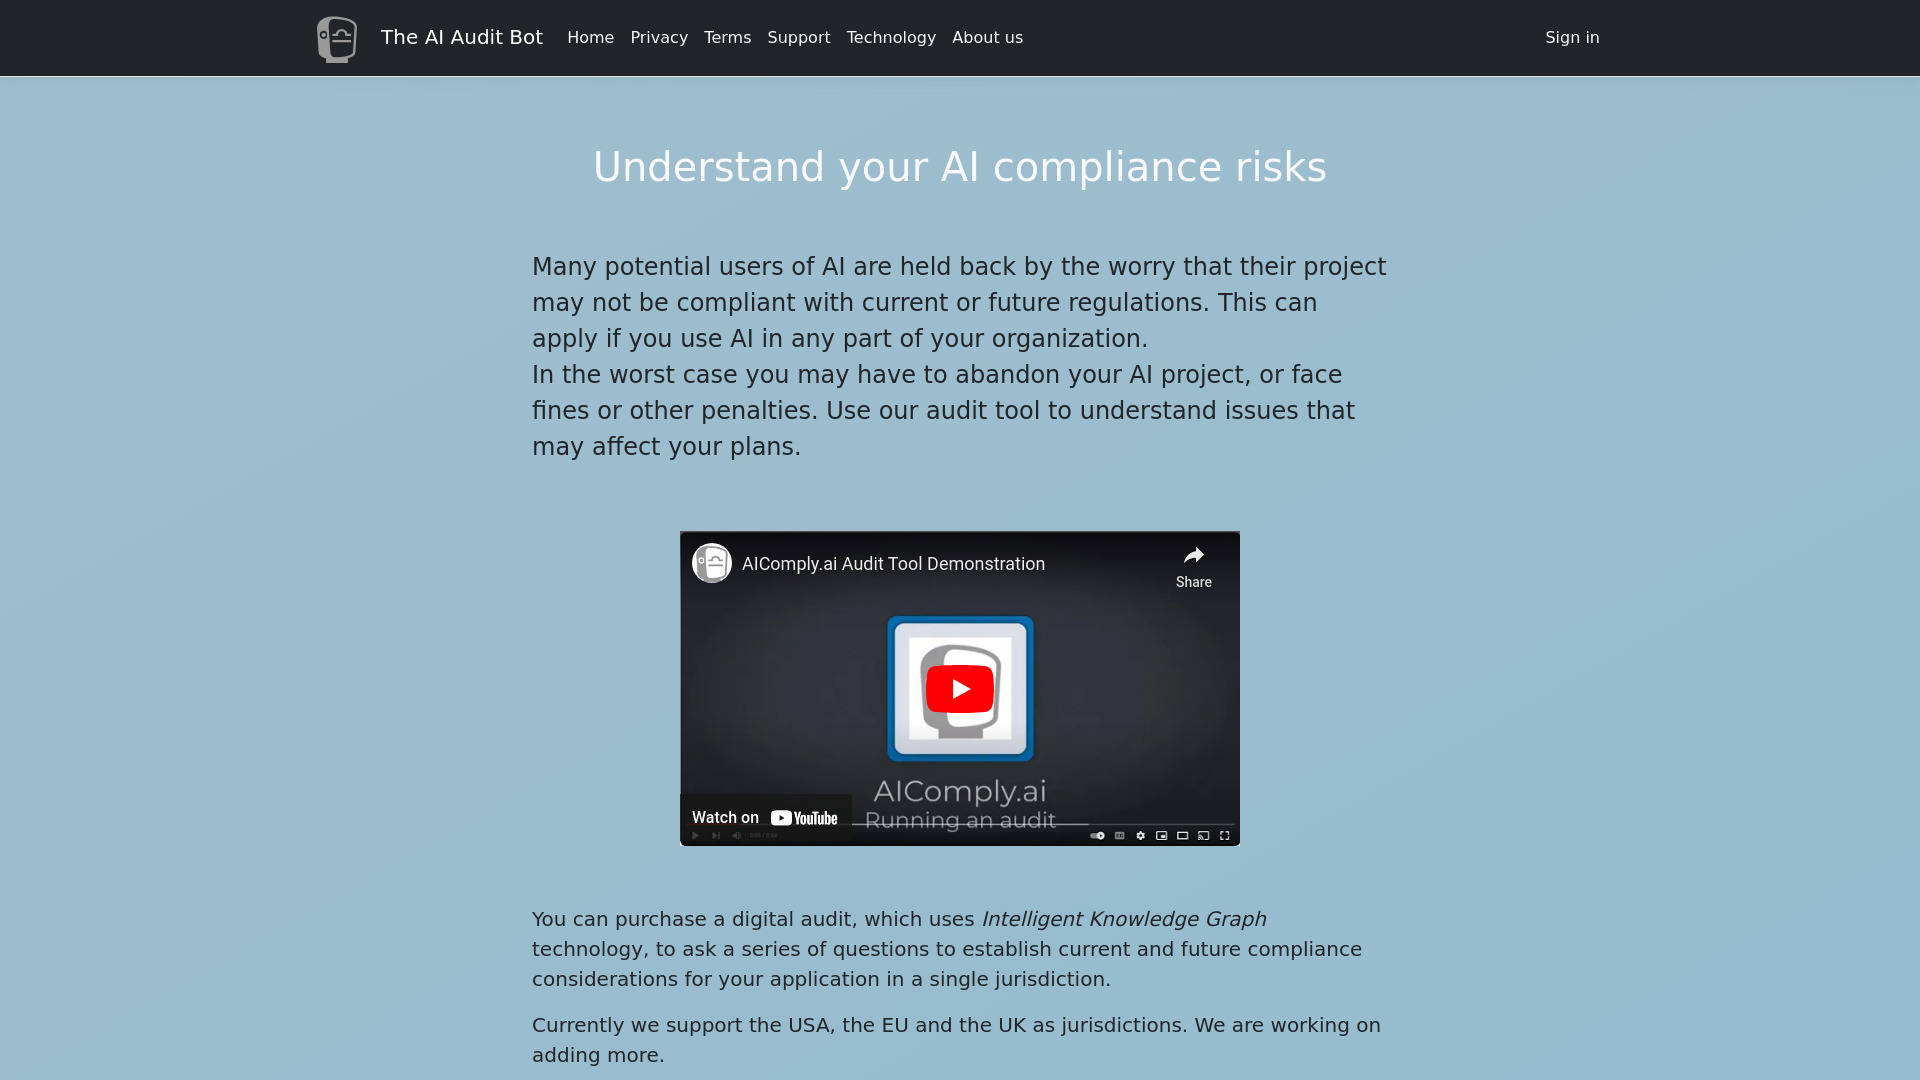 The AI Audit Bot
Home
Privacy
Terms
Support
Technology
About us
Sign in
Understand your AI compliance risks
Many potential users of AI are held back by the worry that their project
may not be compliant with current or future regulations. This can
apply if you use AI in any part of your organization.
In the worst case you may have to abandon your AI project, or face
fines or other penalties. Use our audit tool to understand issues that
may affect your plans.
AIComply.ai Audit Tool Demonstration
Share
AIComply.ai
Running an audit
Watch on YouTube
You can purchase a digital audit, which uses Intelligent Knowledge Graph
technology, to ask a series of questions to establish current and future compliance
considerations for your application in a single jurisdiction.
Currently we support the USA, the EU and the UK as jurisdictions. We are working on
adding more.